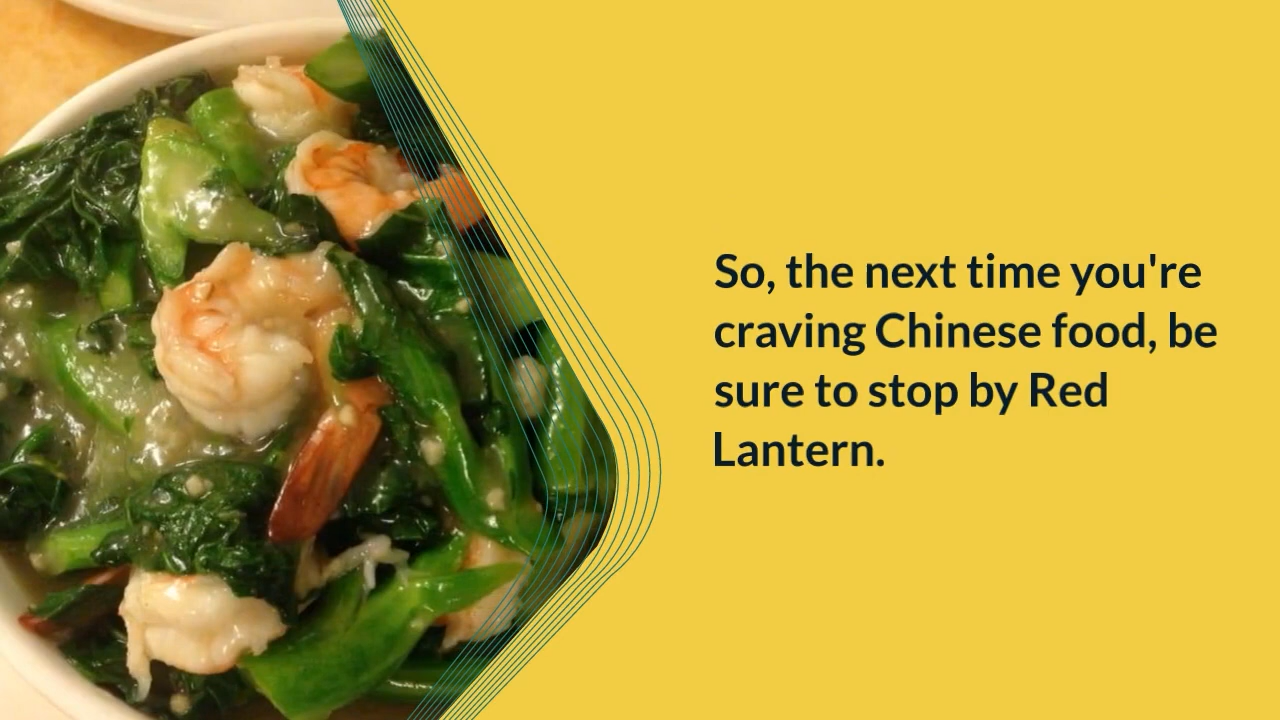 So, the next time you're
craving Chinese food, be
sure to stop by Red
Lantern.